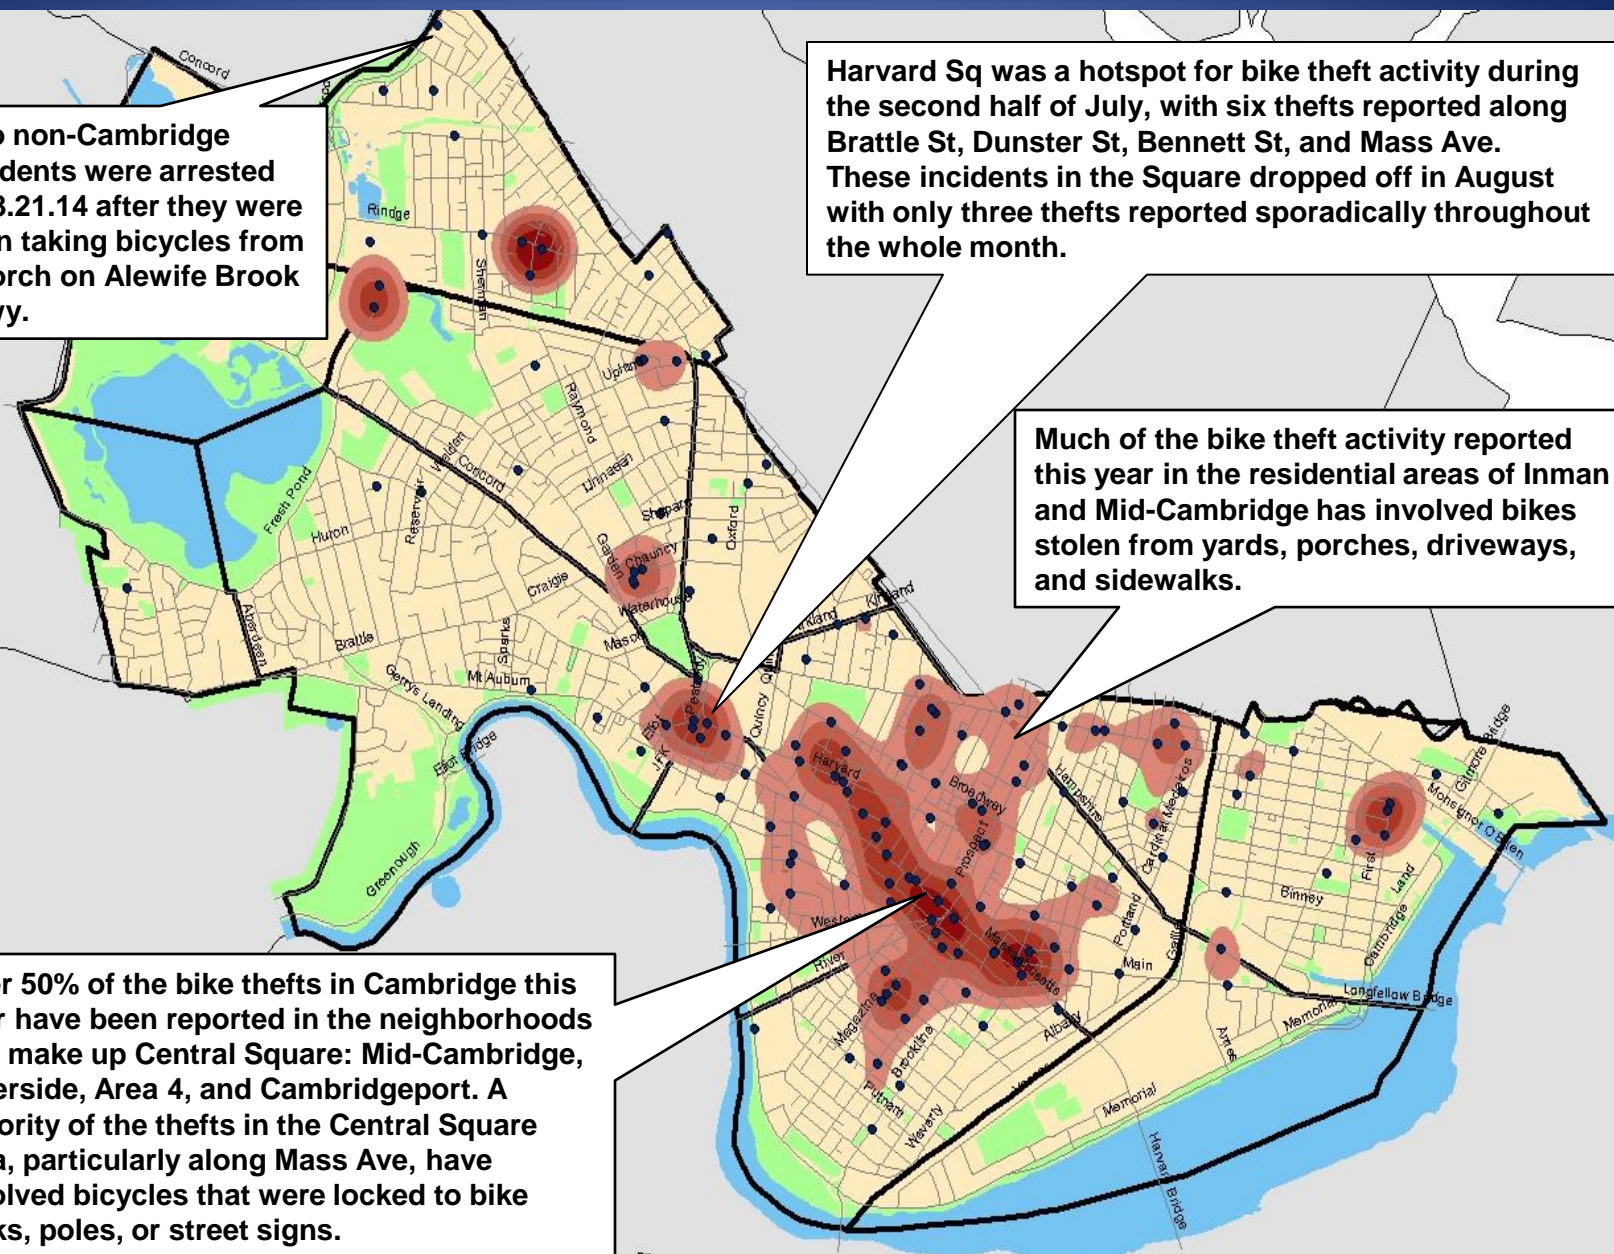 non-Cambridge
dents were arrested
8.21.14 after they were
n taking bicycles from
orch on Alewife Brook
Harvard Sq was a hotspot for bike theft activity during
the second half of July, with six thefts reported along
Brattle St, Dunster St, Bennett St, and Mass Ave.
These incidents in the Square dropped off in August
with only three thefts reported sporadically throughout
the whole month.
Much of the bike theft activity reported
this year in the residential areas of Inman
and Mid-Cambridge has involved bikes
stolen from yards, porches, driveways,
and sidewalks.
er 50% of the bike thefts in Cambridge this
r have been reported in the neighborhoods
make up Central Square: Mid-Cambridge,
erside, Area 4, and Cambridgeport. A
ority of the thefts in the Central Square
a, particularly along Mass Ave, have
olved bicycles that were locked to bike
ks, poles, or street signs.
Concord
Rindge
Sherman
Upland
Raymond
Walden
Concord
Linnaean
Shepard
Oxford
Fresh Pond
Huron
Reservoir
Garden
Chauncy
Craigie
Waterhouse
Kirkland
Kirkland
Mason
Aberdeen
Brattle
Sparks
Mt Auburn
Gerrys Landing
Peabody
Quincy
Eliot
JFK
Eliot Bridge
Harvard
Broadway
Hampshire
Cardinal Medeiros
Gilmore Bridge
Monsignor O'Brien
Prospect
First
Land
Binney
Cambridge
Greenough
Western
River
Massachusetts
Portland
Main
Galile
Longfellow Bridge
Memorial
Magazine
Brookline
Albany
Ames
Putnam
Waverly
Vassar
Memorial
Harvard Bridge